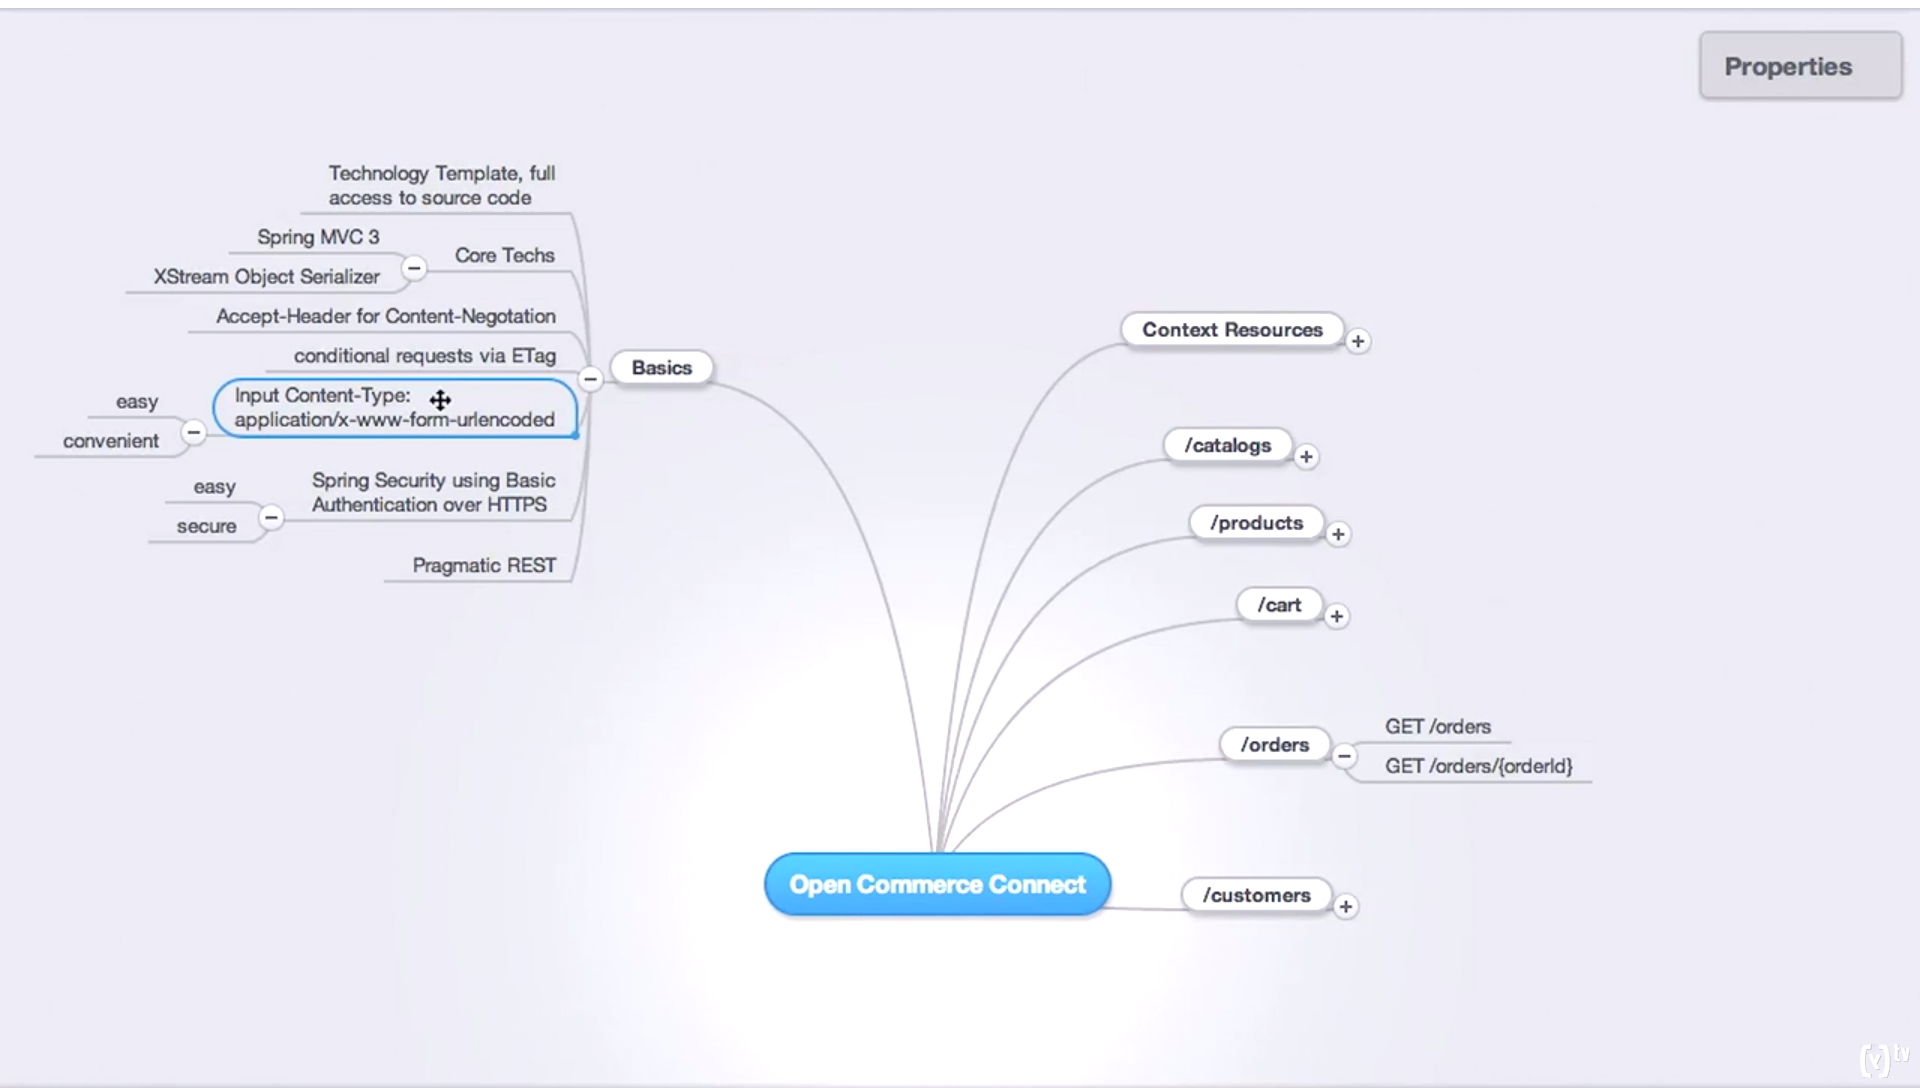 Properties
Technology Template, full
access to source code
Spring MVC 3
Core Techs
XStream Object Serializer
Accept-Header for Content-Negotation
conditional requests via ETag
Basics
Input Content-Type:
application/x-www-form-urlencoded
easy
convenient
Spring Security using Basic
Authentication over HTTPS
easy
secure
Pragmatic REST
Context Resources
/catalogs
/products
/cart
/orders
GET /orders
GET /orders/{orderId}
Open Commerce Connect
/customers
(y) tv